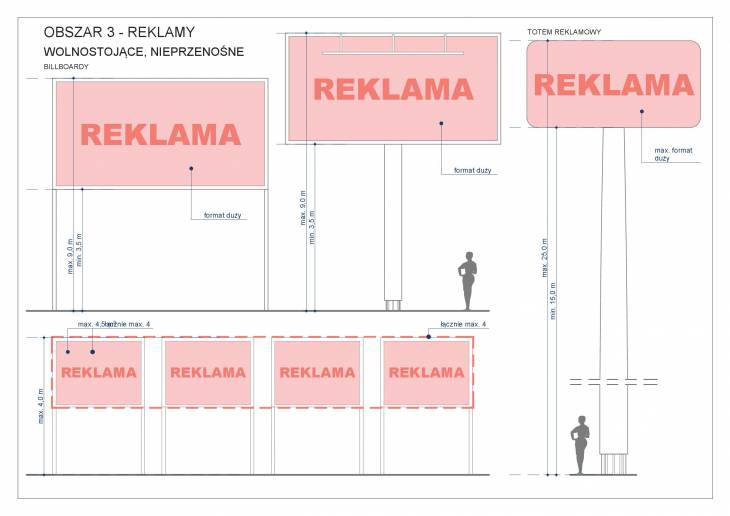 OBSZAR 3 - REKLAMY
WOLNOSTOJĄCE, NIEPRZENOŚNE
BILLBOARDY
TOTEM REKLAMOWY
REKLAMA
REKLAMA
REKLAMA
format duży
format duży
max. format
duży
max. 9,0 m
min. 3,5 m
max. 9,0 m
min. 3,5 m
max. 25,0 m
min. 15,0 m
max. 4,5
łącznie max. 4
łącznie max. 4
REKLAMA
REKLAMA
REKLAMA
REKLAMA
max. 4,0 m